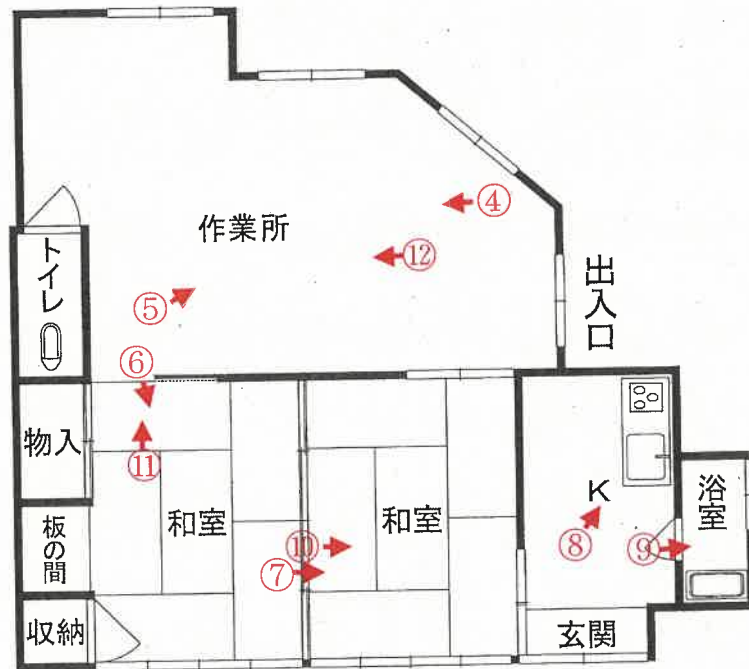 ④
作業所
⑫
トイレ
出入口
⑤
⑥
物入
⑪
K
浴室
板の間
和室
和室
⑩
⑧
⑨
⑦
収納
玄関